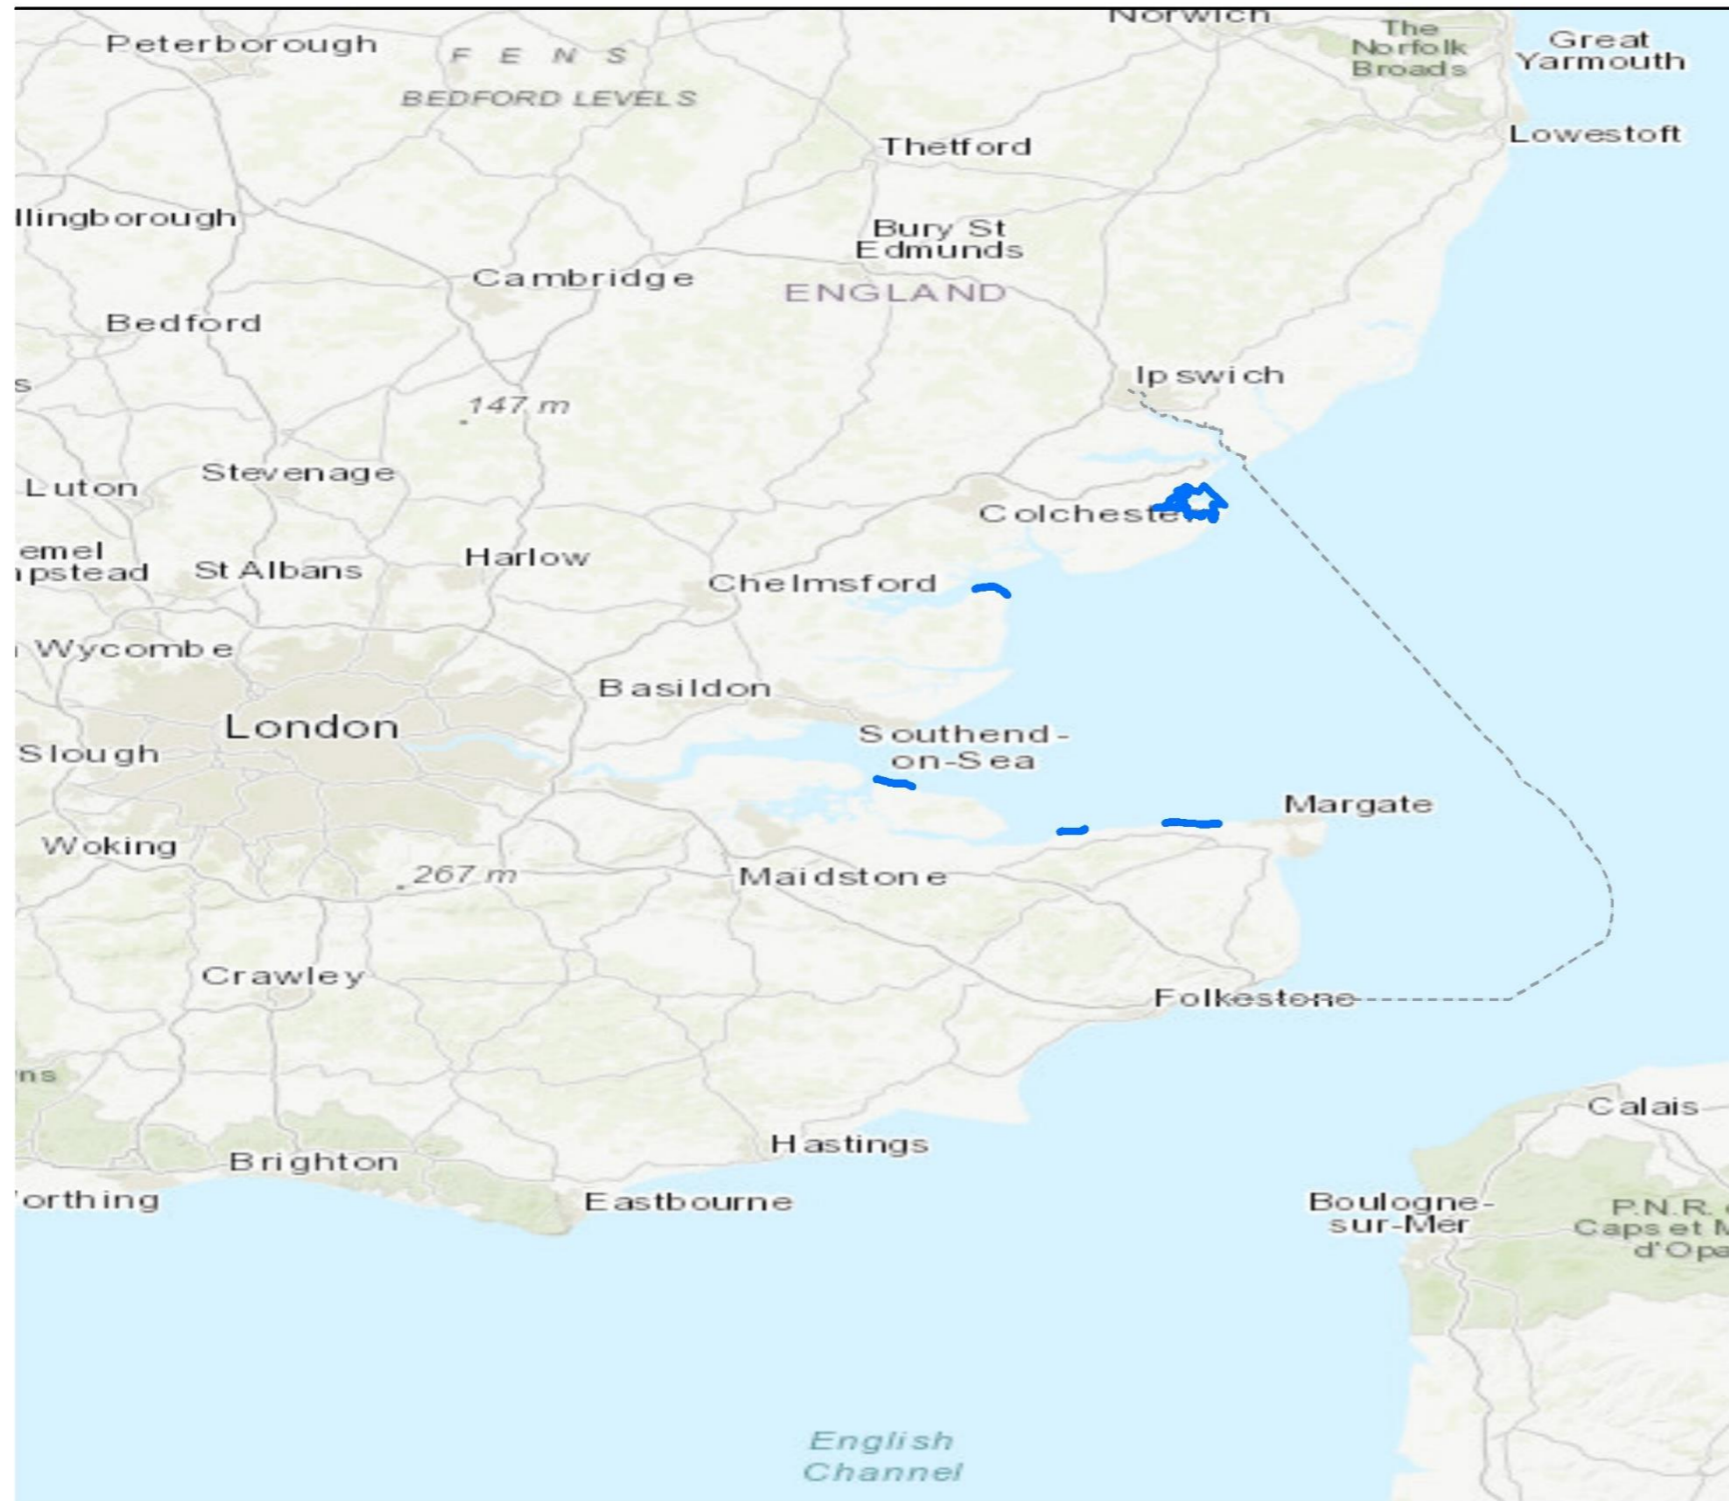 Norwich
Peterborough
F E N S
The
Norfolk
Broads
Great
Yarmouth
BEDFORD LEVELS
Lowestoft
Thetford
llingborough
Bury St
Edmunds
Cambridge
ENGLAND
Bedford
Ipswich
s
147 m
Stevenage
Luton
Colcheste
emel
pstead
St Albans
Harlow
Chelmsford
Wycombe
Basildon
London
Southend-
on-Sea
Slough
Margate
Woking
267 m
Maidstone
Crawley
Folkestone
ns
Calais
Hastings
Brighton
orthing
Eastbourne
Boulogne-
sur-Mer
P.N.R.
Caps et M
d'Opa
English
Channel